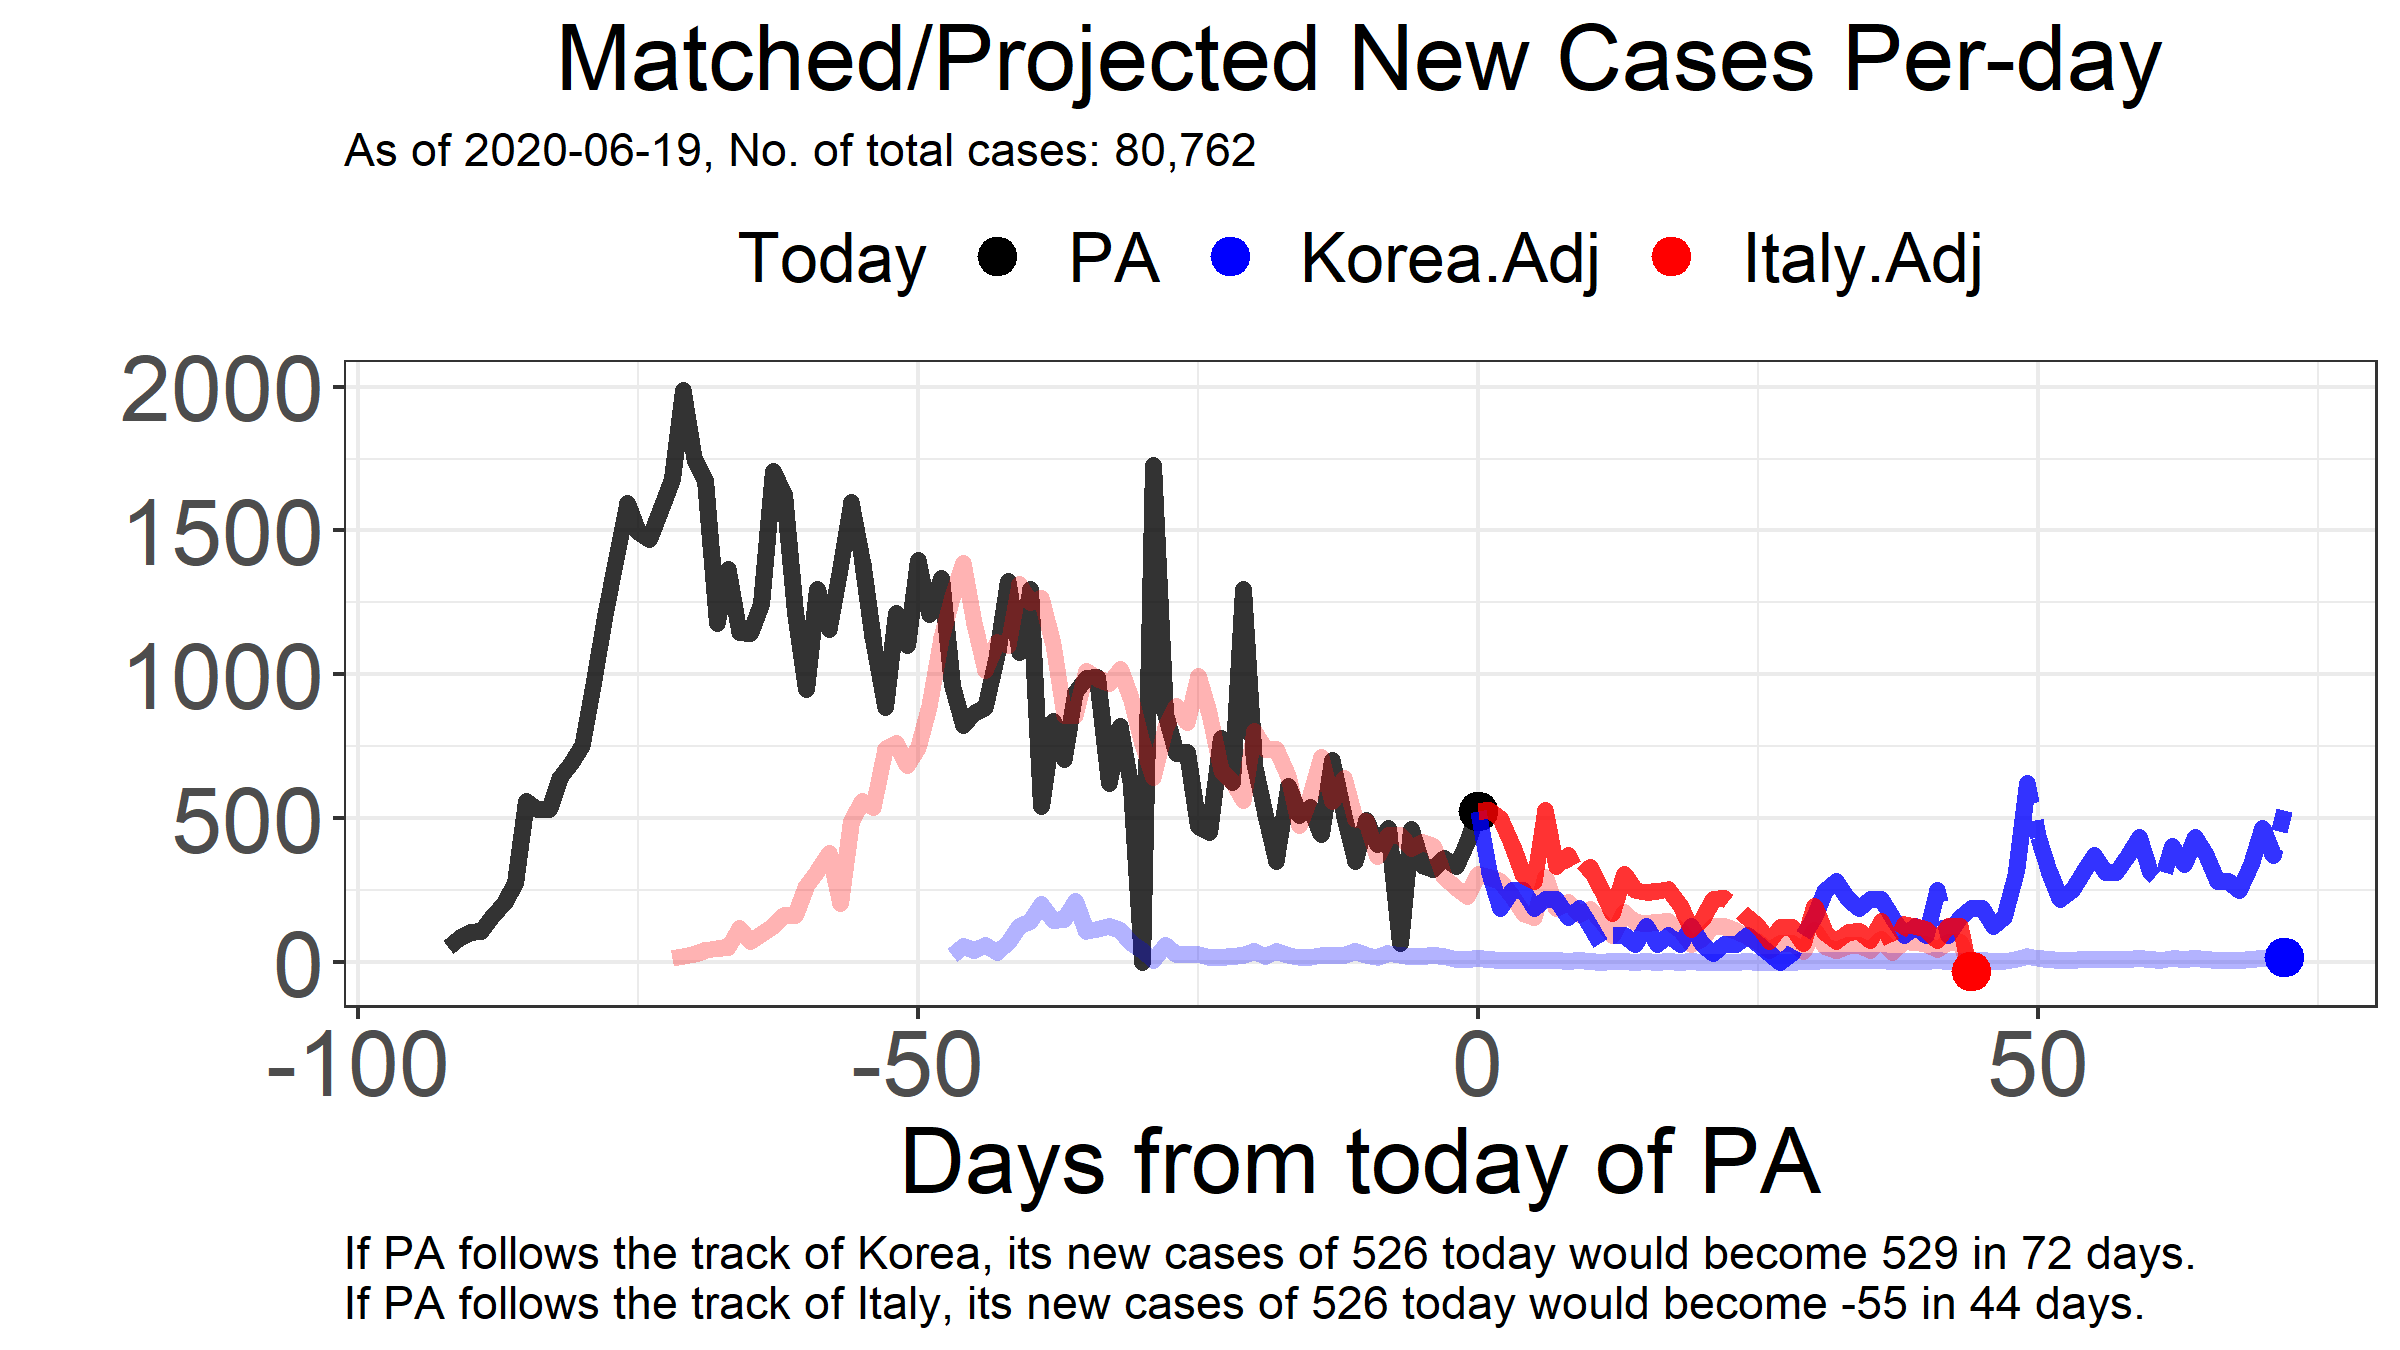 Matched/Projected New Cases Per-day
As of 2020-06-19, No. of total cases: 80,762
Today PA Korea.Adj Italy.Adj
2000
1500
1000
500
0
-100 -50 0 50
Days from today of PA
If PA follows the track of Korea, its new cases of 526 today would become 529 in 72 days.
If PA follows the track of Italy, its new cases of 526 today would become -55 in 44 days.